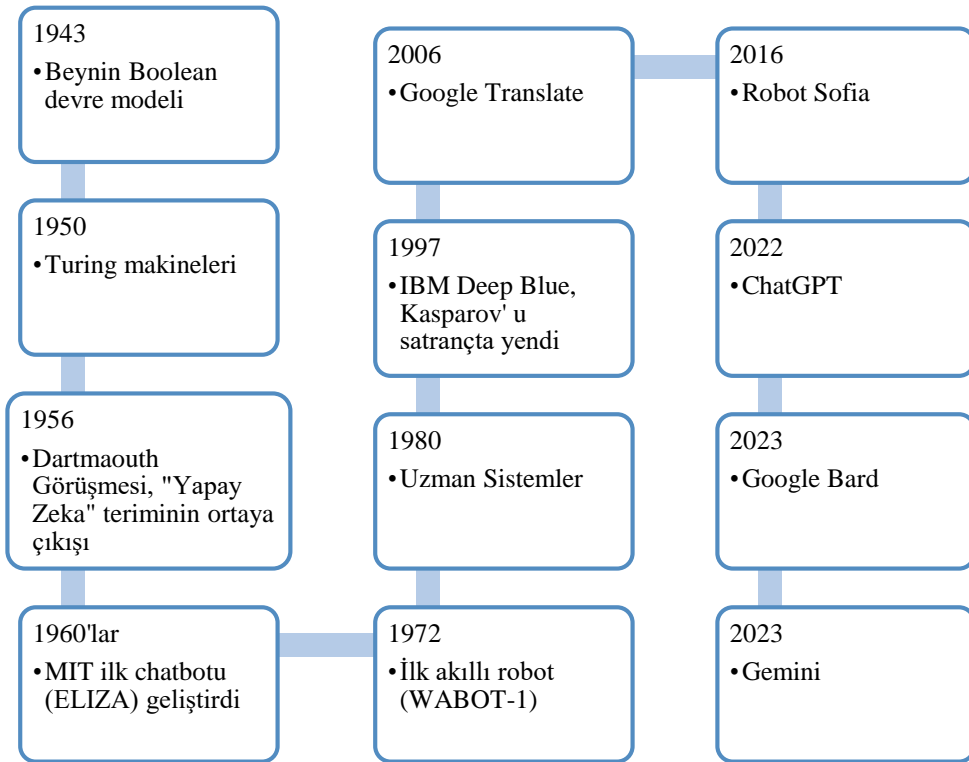 1943
•Beynin Boolean
devre modeli
1950
•Turing makineleri
1956
•Dartmaouth
Görüşmesi, "Yapay
Zeka" teriminin ortaya
çıkışı
1960'lar
•MIT ilk chatbotu
(ELIZA) geliştirdi
1972
•İlk akıllı robot
(WABOT-1)
1980
•Uzman Sistemler
1997
•IBM Deep Blue,
Kasparov' u
satrançta yendi
2006
•Google Translate
2016
•Robot Sofia
2022
•ChatGPT
2023
•Google Bard
2023
•Gemini